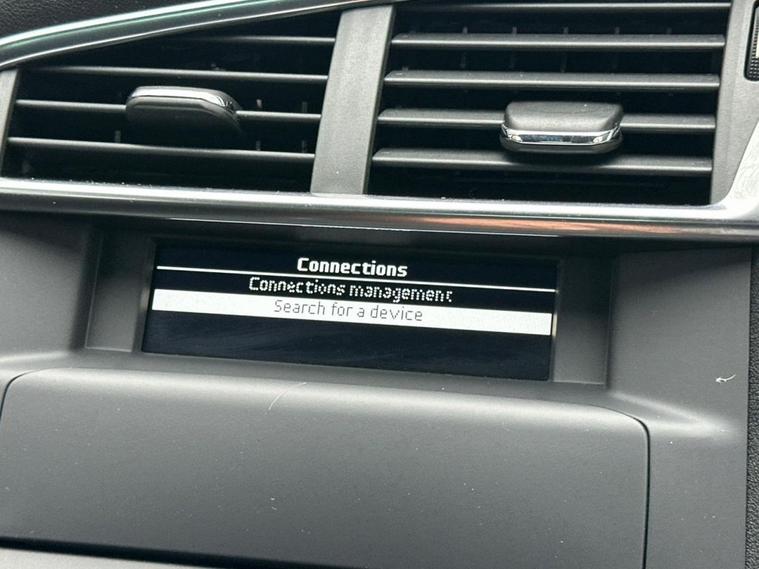 Connections
Connections management
Search for a device